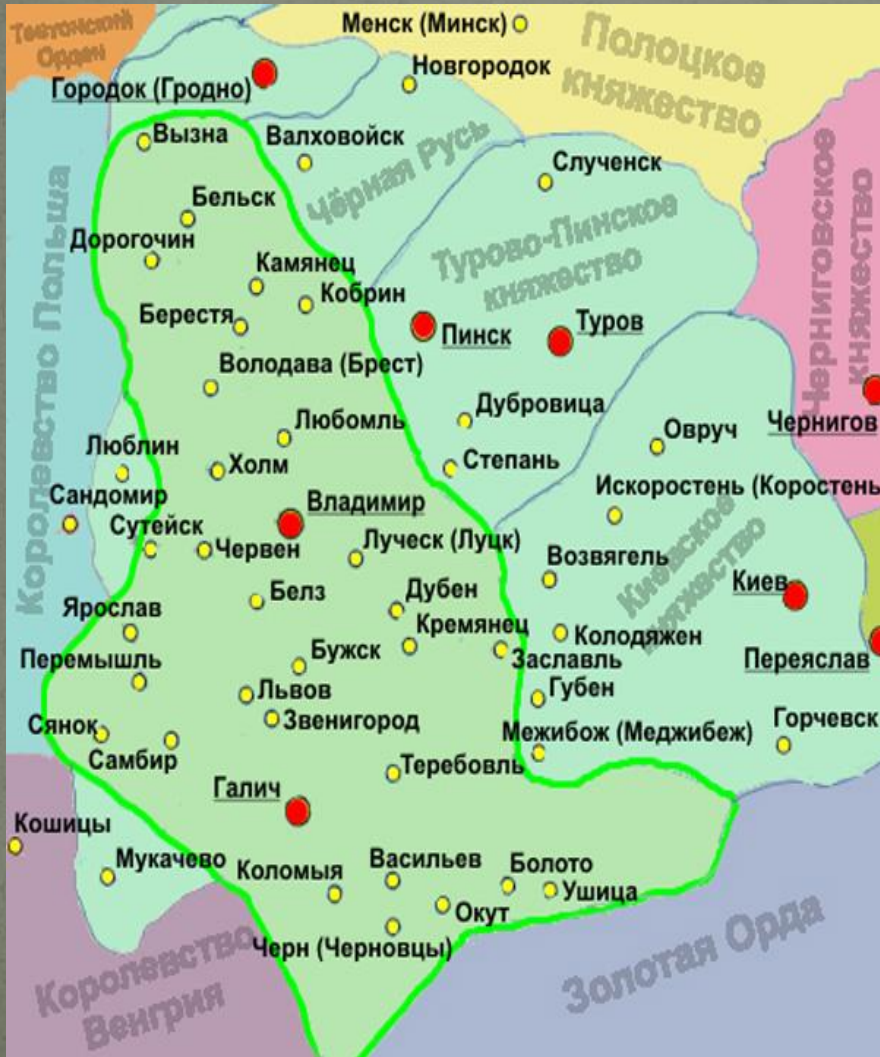 Тевтонский
Орден
Менск (Минск)
Полоцкое
княжество
Городок (Гродно)
Новгородок
Вызна
Валховойск
Чёрная Русь
Слученск
Черниговское
княжество
Бельск
Дорогочин
Турово-Пинское
княжество
Королевство Польша
Камянец
Кобрин
Берестя
Пинск
Туров
Володава (Брест)
Дубровица
Чернигов
Любомль
Овруч
Люблин
Холм
Степань
Сандомир
Искоростень (Коростень
Владимир
Сутейск
Червен
Луческ (Луцк)
Возвягель
Киевское
княжество
Киев
Белз
Дубен
Ярослав
Кремянец
Колодяжен
Заславль
Переяслав
Перемышль
Бужск
Львов
Губен
Звенигород
Сянок
Самбир
Межибож (Меджибеж)
Горчевск
Теребовль
Галич
Кошицы
Мукачево
Коломыя
Васильев
Болото
Ушица
Окут
Черн (Черновцы)
Королевство
Венгрия
Золотая Орда